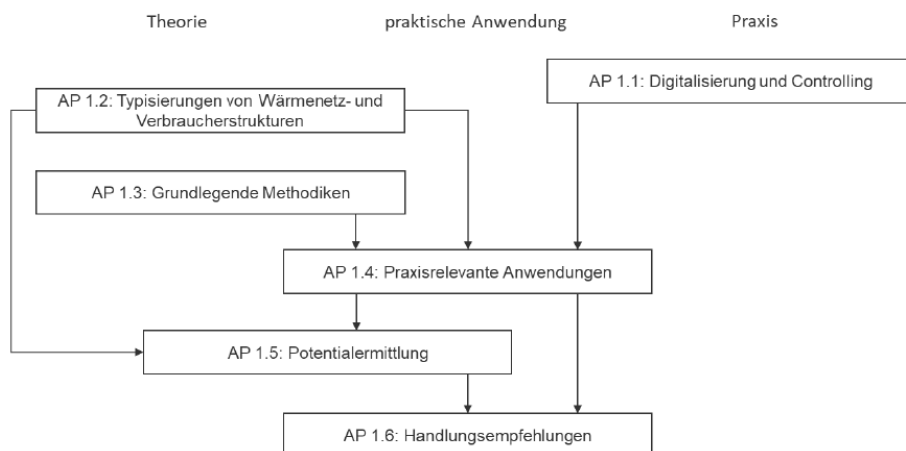 Theorie
praktische Anwendung
Praxis
AP 1.1: Digitalisierung und Controlling
AP 1.2: Typisierungen von Wärmenetz- und
Verbraucherstrukturen
AP 1.3: Grundlegende Methodiken
AP 1.4: Praxisrelevante Anwendungen
AP 1.5: Potentialermittlung
AP 1.6: Handlungsempfehlungen